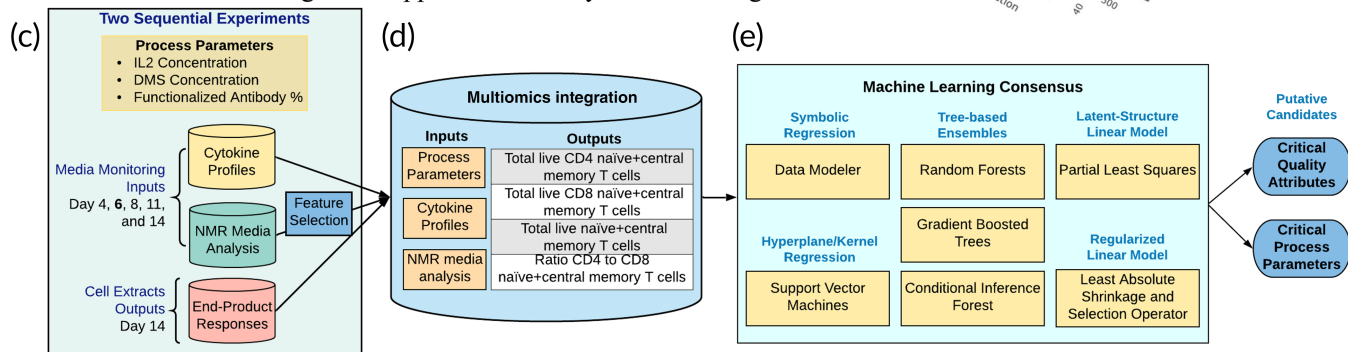 (c)
Two Sequential Experiments
Process Parameters
• IL2 Concentration
• DMS Concentration
• Functionalized Antibody %
Media Monitoring
Inputs
Day 4, 6, 8, 11,
and 14
Cytokine
Profiles
NMR Media
Analysis
Feature
Selection
Cell Extracts
Outputs
Day 14
End-Product
Responses
(d)
Multiomics integration
Inputs
Process
Parameters
Cytokine
Profiles
NMR media
analysis
Outputs
Total live CD4 naïve+central
memory T cells
Total live CD8 naïve+central
memory T cells
Total live naïve+central
memory T cells
Ratio CD4 to CD8
naïve+central memory T cells
(e)
Machine Learning Consensus
Symbolic
Regression
Data Modeler
Tree-based
Ensembles
Random Forests
Gradient Boosted
Trees
Conditional Inference
Forest
Latent-Structure
Linear Model
Partial Least Squares
Hyperplane/Kernel
Regression
Support Vector
Machines
Regularized
Linear Model
Least Absolute
Shrinkage and
Selection Operator
Putative
Candidates
Critical
Quality
Attributes
Critical
Process
Parameters
40